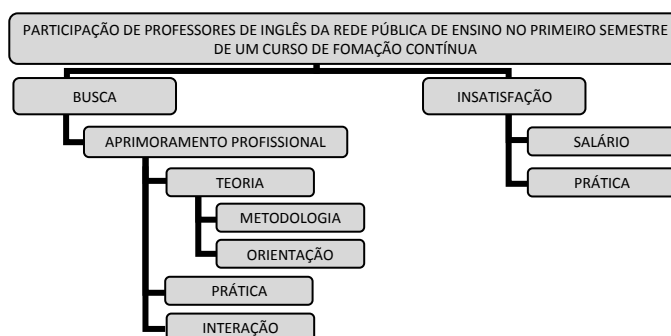 PARTICIPAÇÃO DE PROFESSORES DE INGLÊS DA REDE PÚBLICA DE ENSINO NO PRIMEIRO SEMESTRE
DE UM CURSO DE FOMAÇÃO CONTÍNUA
BUSCA
INSATISFAÇÃO
APRIMORAMENTO PROFISSIONAL
SALÁRIO
TEORIA
PRÁTICA
METODOLOGIA
ORIENTAÇÃO
PRÁTICA
INTERAÇÃO